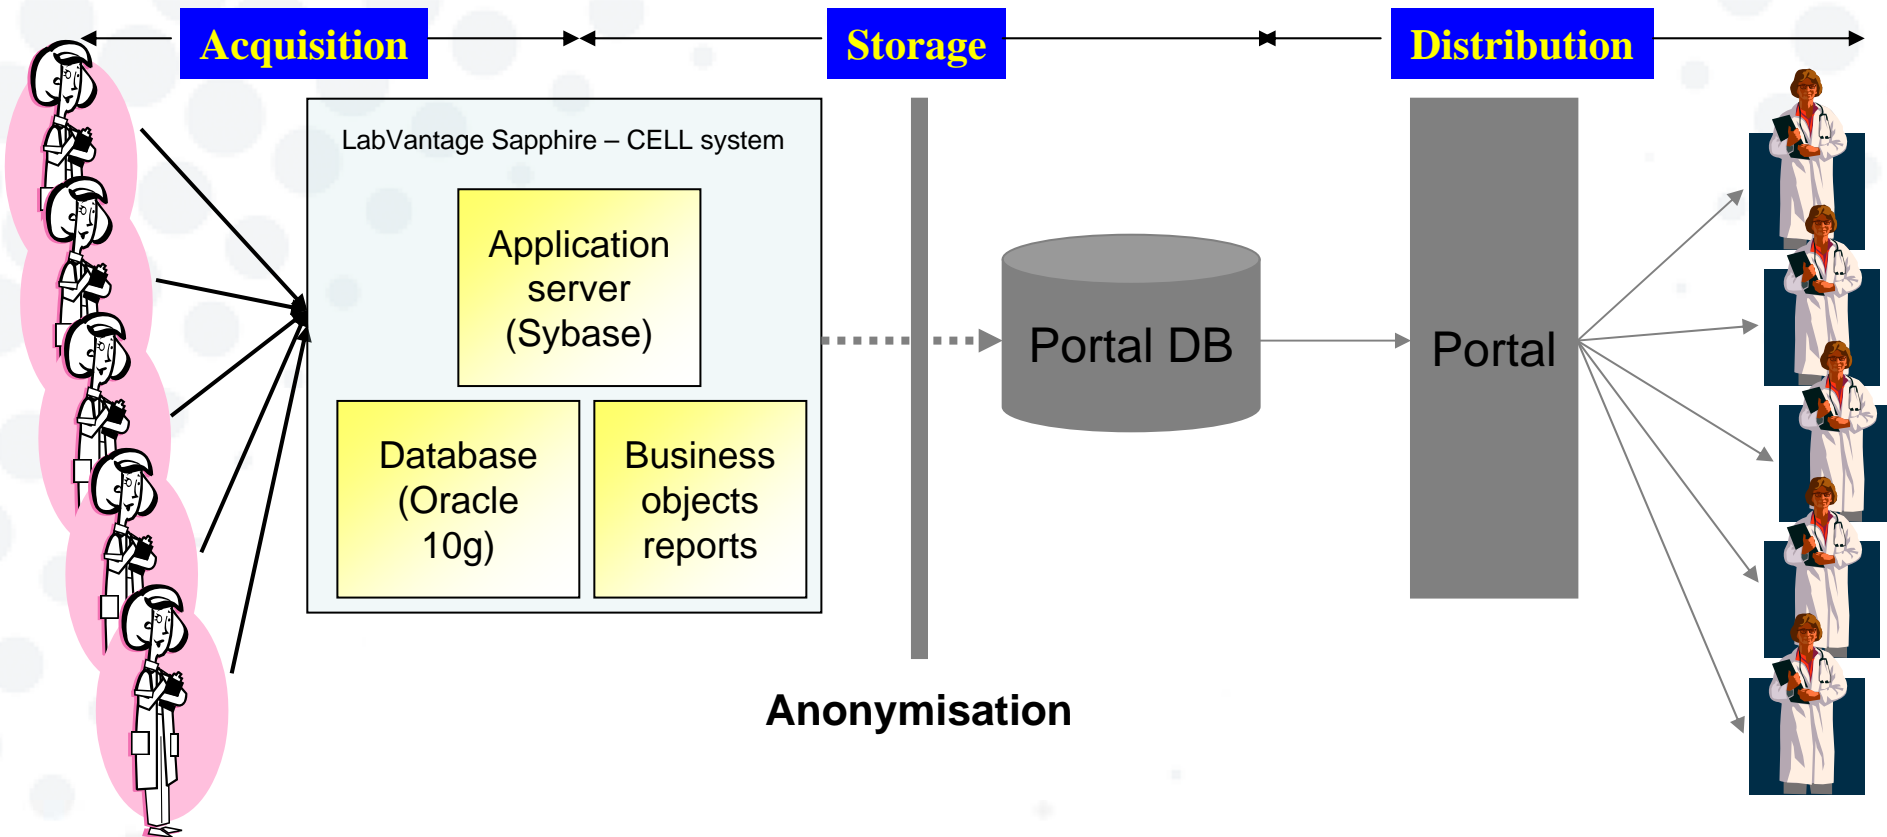 Acquisition
Storage
Distribution
LabVantage Sapphire – CELL system
Application
server
(Sybase)
Database
(Oracle
10g)
Business
objects
reports
Portal DB
Portal
Anonymisation